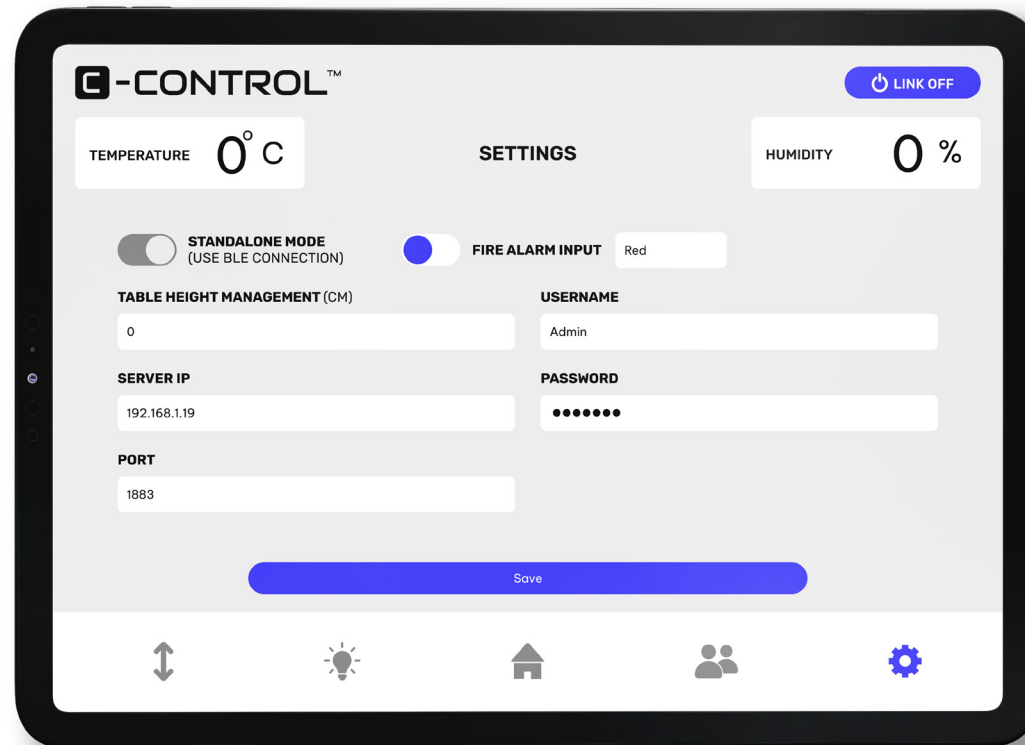 C-CONTROL™
LINK OFF
TEMPERATURE 0° C
SETTINGS
HUMIDITY 0 %
STANDALONE MODE
(USE BLE CONNECTION)
FIRE ALARM INPUT Red
TABLE HEIGHT MANAGEMENT (CM)
0
USERNAME
Admin
SERVER IP
192.168.1.19
PASSWORD
●●●●●●●
PORT
1883
Save